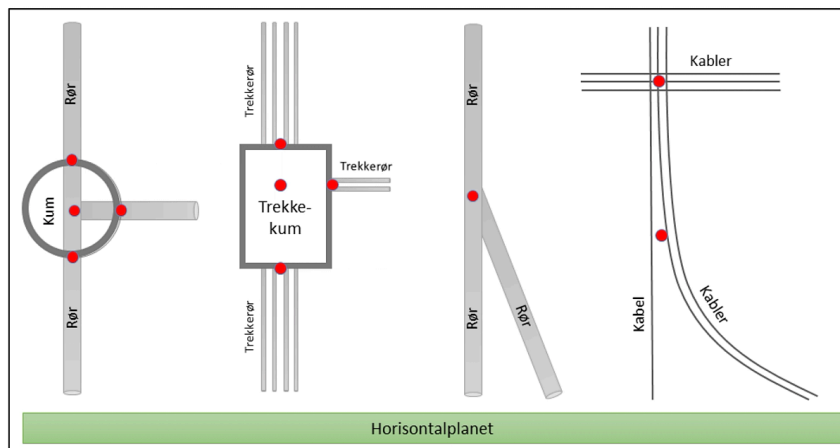 Rør
Kum
Rør
Trekkerør
Trekkerør
Trekke-
kum
Trekkerør
Rør
Rør
Rør
Kabler
Kabel
Kabler
Horisontalplanet